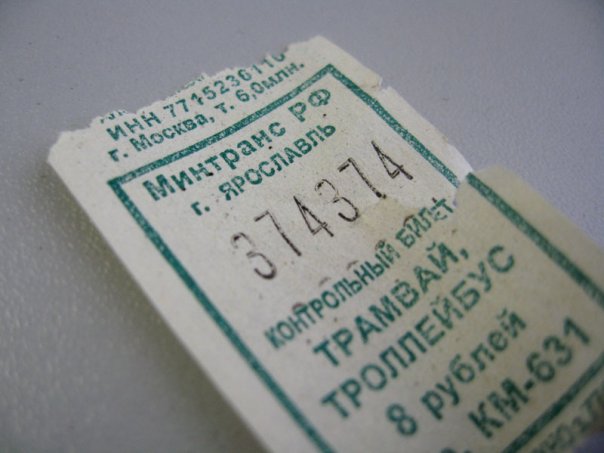 ИНН 7715236110
г. Москва, т. 6,0млн.
Минтранс РФ
г. ЯРОСЛАВЛЬ
374374
КОНТРОЛЬНЫЙ БИЛЕТ
ТРАМВАЙ,
ТРОЛЛЕЙБУС
8 рублей
КМ-631